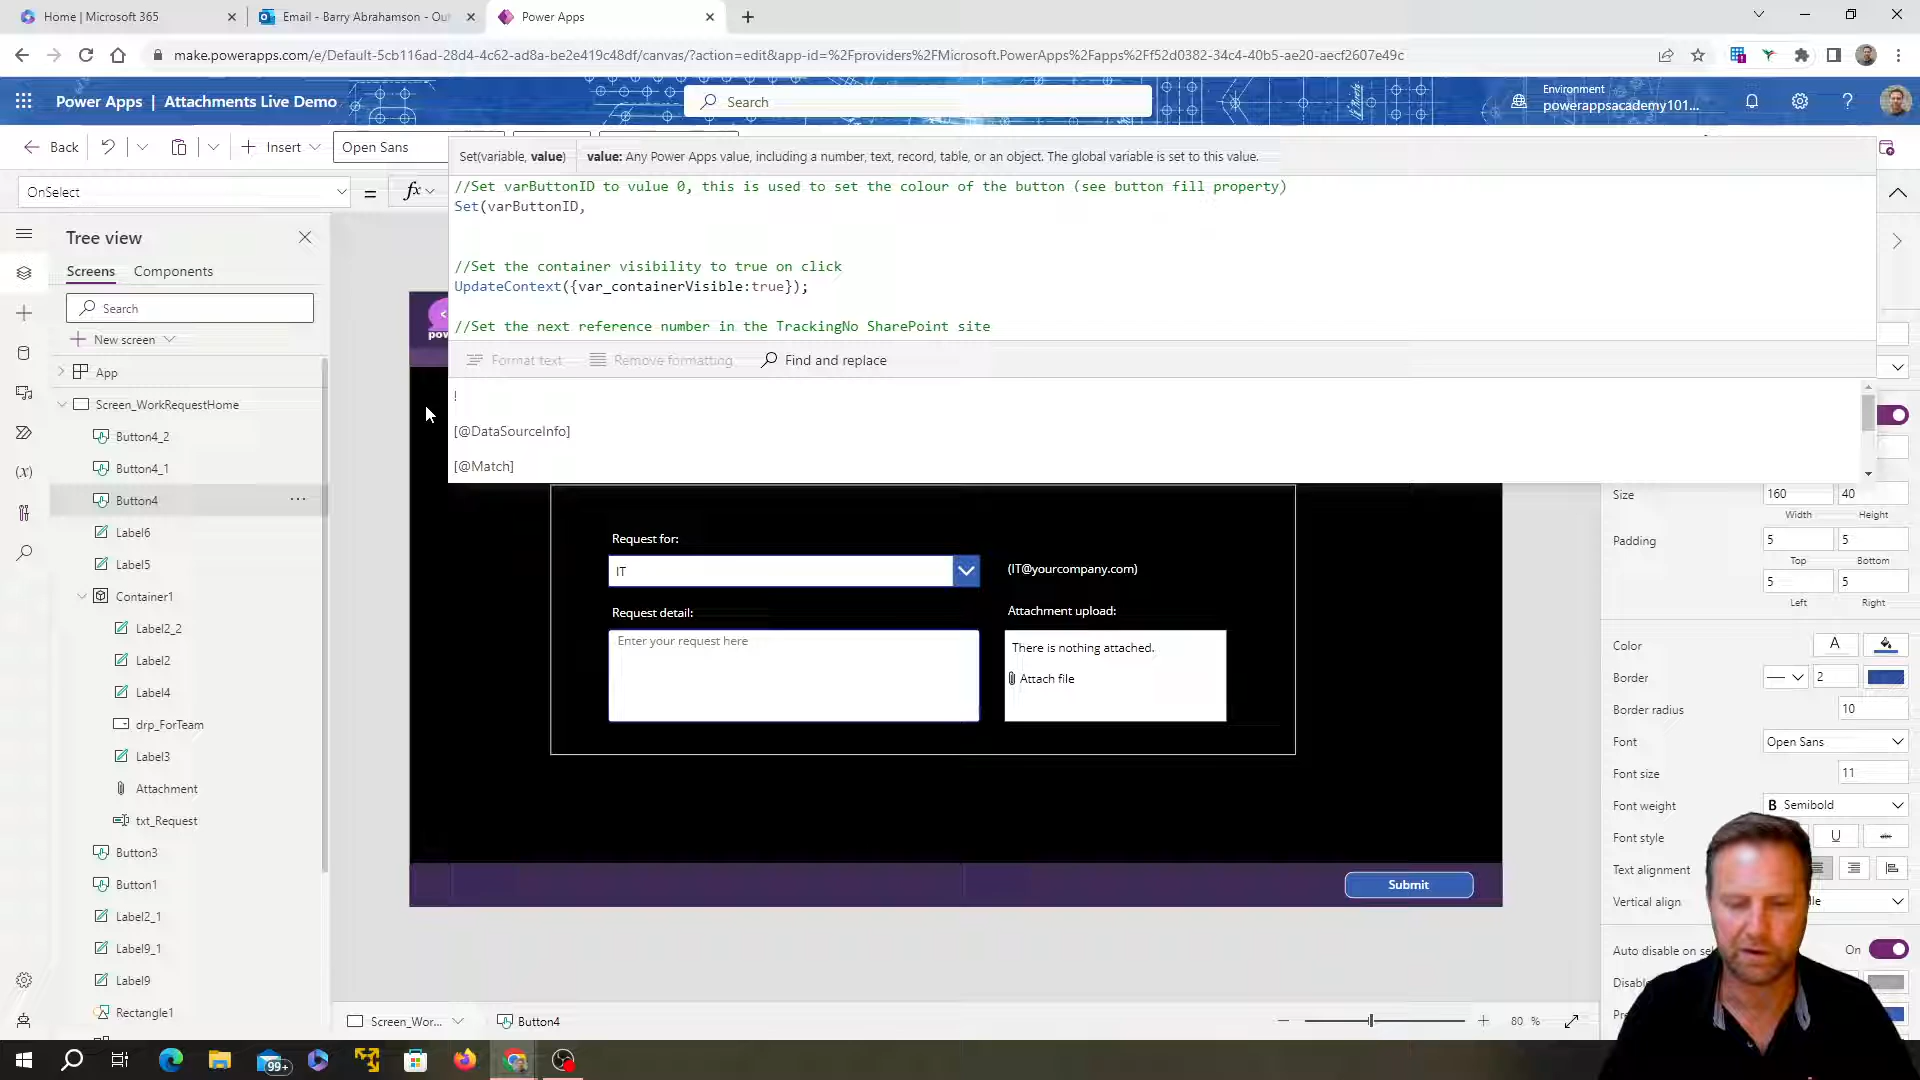 Home | Microsoft 365
Email - Barry Abrahamson - Out
Power Apps
make.powerapps.com/e/Default-5cb116ad-28d4-4c62-ad8a-be2e419c48df/canvas/?action=edit&app-id=%2Fproviders%2FMicrosoft.PowerApps%2Fapps%2Ff52d0382-34c4-40b5-ae20-aecf2607e49c
Power Apps | Attachments Live Demo
Search
Environment
powerappsacademy101...
Back
Insert
Open Sans
Set(variable, value)
value: Any Power Apps value, including a number, text, record, table, or an object. The global variable is set to this value.
OnSelect
=
fx
//Set varButtonID to vulue 0, this is used to set the colour of the button (see button fill property)
Set(varButtonID,
//Set the container visibility to true on click
UpdateContext({var_containerVisible:true});
//Set the next reference number in the TrackingNo SharePoint site
Format text
Remove formatting
Find and replace
!
[@DataSourceInfo]
[@Match]
Tree view
Screens
Components
Search
New screen
App
Screen_WorkRequestHome
Button4_2
Button4_1
Button4
Label6
Label5
Container1
Label2_2
Label2
Label4
drp_ForTeam
Label3
Attachment
txt_Request
Button3
Button1
Label2_1
Label9_1
Label9
Rectangle1
pow
Request for:
IT
(IT@yourcompany.com)
Request detail:
Enter your request here
Attachment upload:
There is nothing attached.
Attach file
Submit
Size
160
40
Width
Height
Padding
5
5
Top
Bottom
5
5
Left
Right
Color
A
Border
2
Border radius
10
Font
Open Sans
Font size
11
Font weight
B Semibold
Font style
U
Text alignment
Vertical align
Auto disable on sel
On
Disable
Pre
Screen_Wor...
Button4
80 %
99+